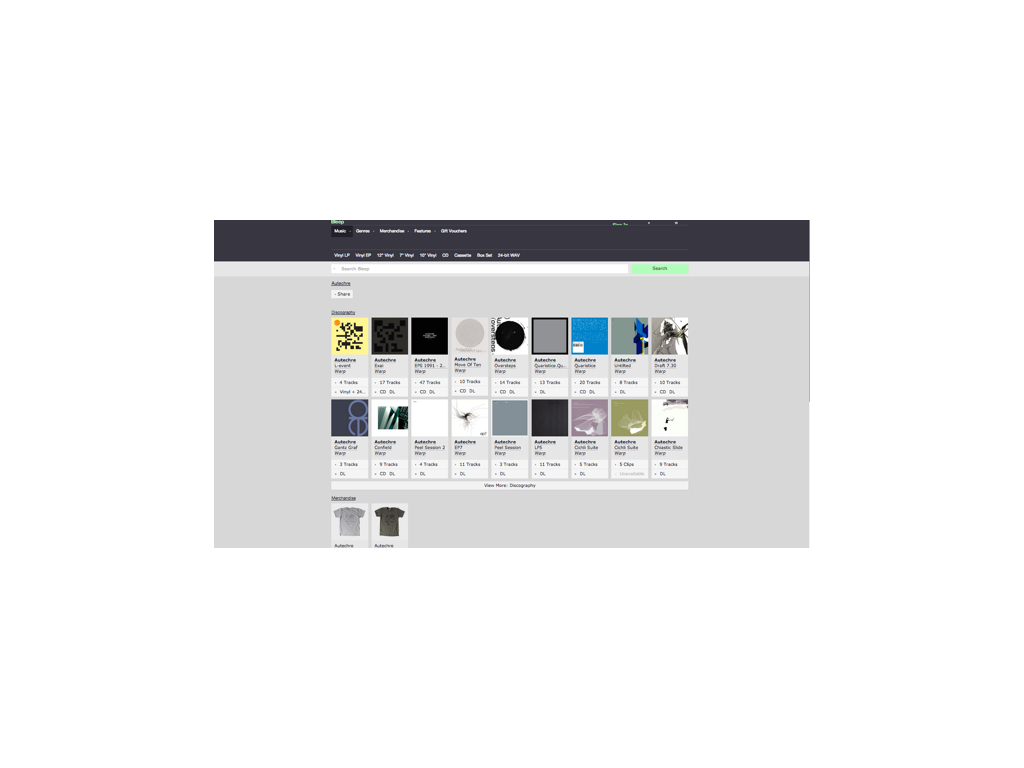 Bleep
Music Genres Merchandise Features Gift Vouchers
Vinyl LP Vinyl EP 12" Vinyl 7" Vinyl 10" Vinyl CD Cassette Box Set 24-bit WAV
Search Bleep Search
Autechre
Share
Discography
Autechre Autechre Autechre Autechre Autechre Autechre Autechre Autechre Autechre
L-event Exai EPS 1991 - 2... Move Of Ten Oversteps Quaristice.Qu... Quaristice Untilted Draft 7.30
Warp Warp Warp Warp Warp Warp Warp Warp Warp
4 Tracks 17 Tracks 47 Tracks 10 Tracks 14 Tracks 13 Tracks 20 Tracks 8 Tracks 10 Tracks
Vinyl + 24... CD DL CD DL CD DL CD DL DL CD DL DL CD DL
Autechre Autechre Autechre Autechre Autechre Autechre Autechre Autechre Autechre
Gantz Graf Confield Peel Session 2 EP7 Peel Session LP5 Cichli Suite Cichli Suite Chiastic Slide
Warp Warp Warp Warp Warp Warp Warp Warp Warp
3 Tracks 9 Tracks 4 Tracks 11 Tracks 3 Tracks 11 Tracks 5 Tracks 5 Clips 9 Tracks
DL CD DL DL DL DL DL DL Unavailable DL
View More: Discography
Merchandise
Autechre Autechre